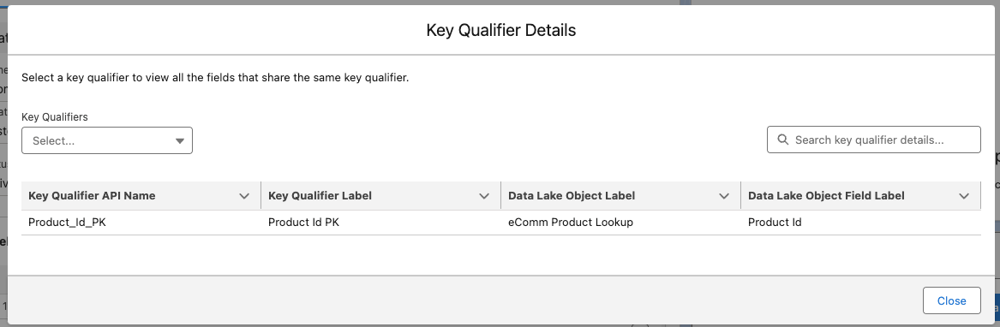 Key Qualifier Details
Select a key qualifier to view all the fields that share the same key qualifier.
Key Qualifiers
Select...
Search key qualifier details...
Key Qualifier API Name
Key Qualifier Label
Data Lake Object Label
Data Lake Object Field Label
Product_Id_PK
Product Id PK
eComm Product Lookup
Product Id
Close